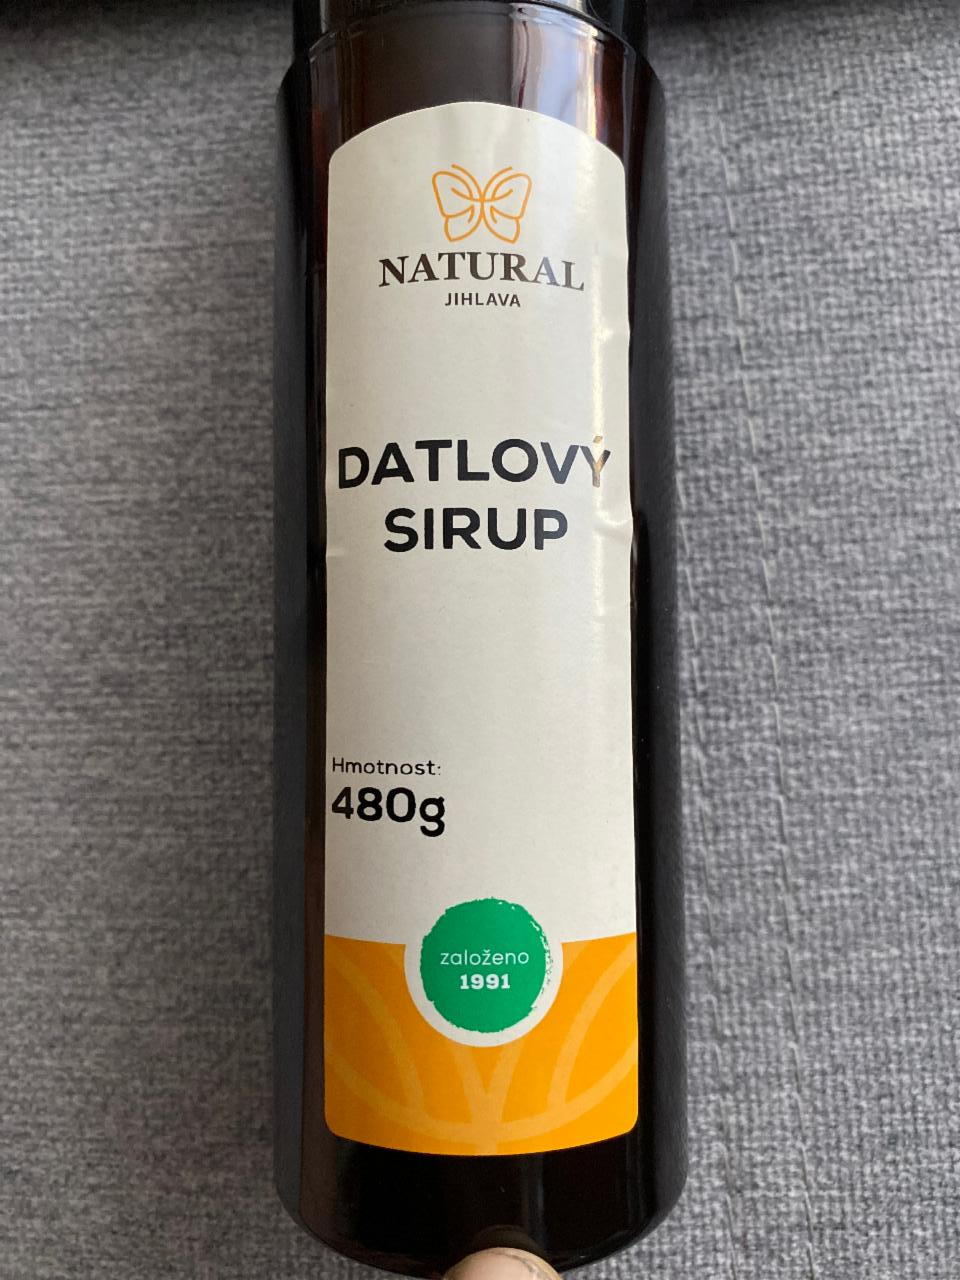 NATURAL
JIHLAVA
DATLOVÝ
SIRUP
Hmotnost:
480g
založeno
1991